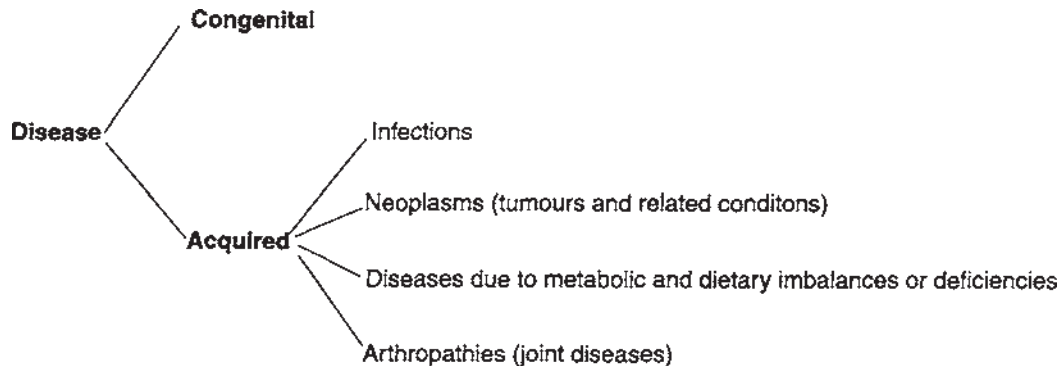 Congenital
Disease
Infections
Neoplasms (tumours and related conditons)
Acquired
Diseases due to metabolic and dietary imbalances or deficiencies
Arthropathies (joint diseases)